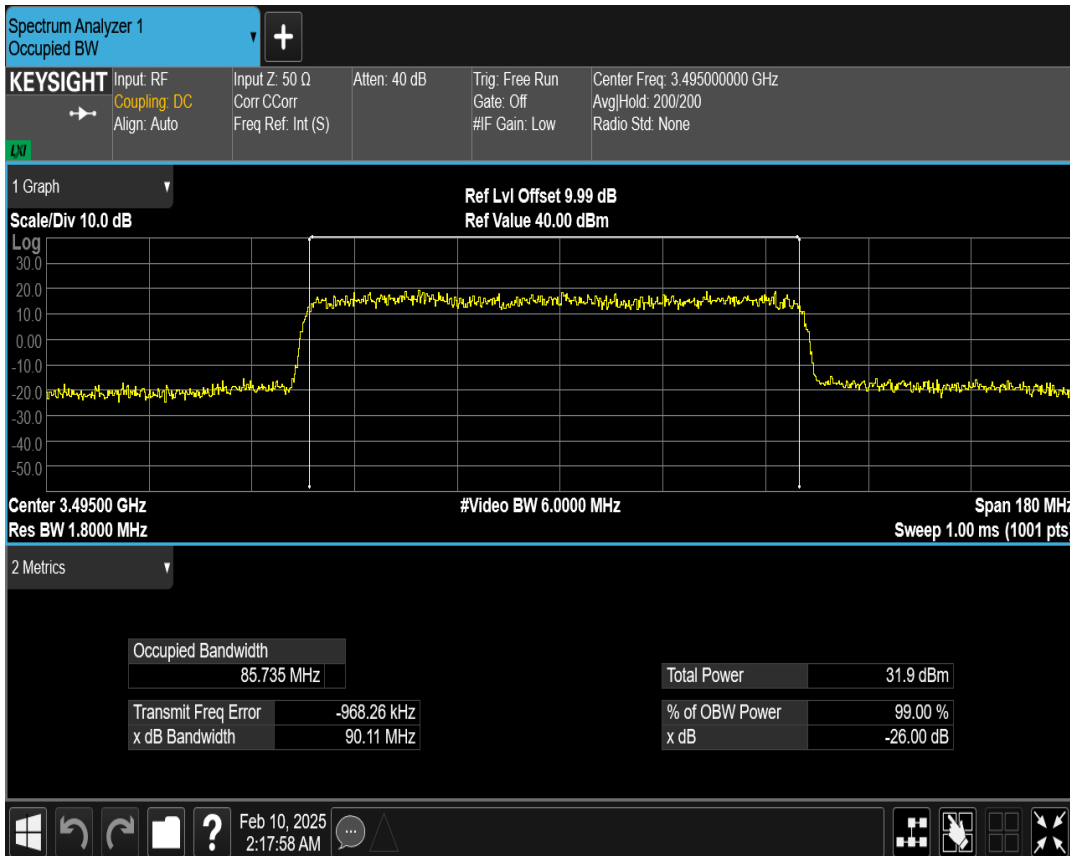 Spectrum Analyzer 1
Occupied BW
+
KEYSIGHT
LXI
Input: RF
Coupling: DC
Align: Auto
Input Z: 50 Ω
Corr CCorr
Freq Ref: Int (S)
Atten: 40 dB
Trig: Free Run
Gate: Off
#IF Gain: Low
Center Freq: 3.495000000 GHz
Avg|Hold: 200/200
Radio Std: None
1 Graph
Ref Lvl Offset 9.99 dB
Scale/Div 10.0 dB
Ref Value 40.00 dBm
Log
30.0
20.0
10.0
0.00
-10.0
-20.0
-30.0
-40.0
-50.0
Center 3.49500 GHz
#Video BW 6.0000 MHz
Span 180 MHz
Res BW 1.8000 MHz
Sweep 1.00 ms (1001 pts)
2 Metrics
Occupied Bandwidth
85.735 MHz
Total Power 31.9 dBm
Transmit Freq Error -968.26 kHz
% of OBW Power 99.00 %
x dB Bandwidth 90.11 MHz
x dB -26.00 dB
?
Feb 10, 2025
2:17:58 AM